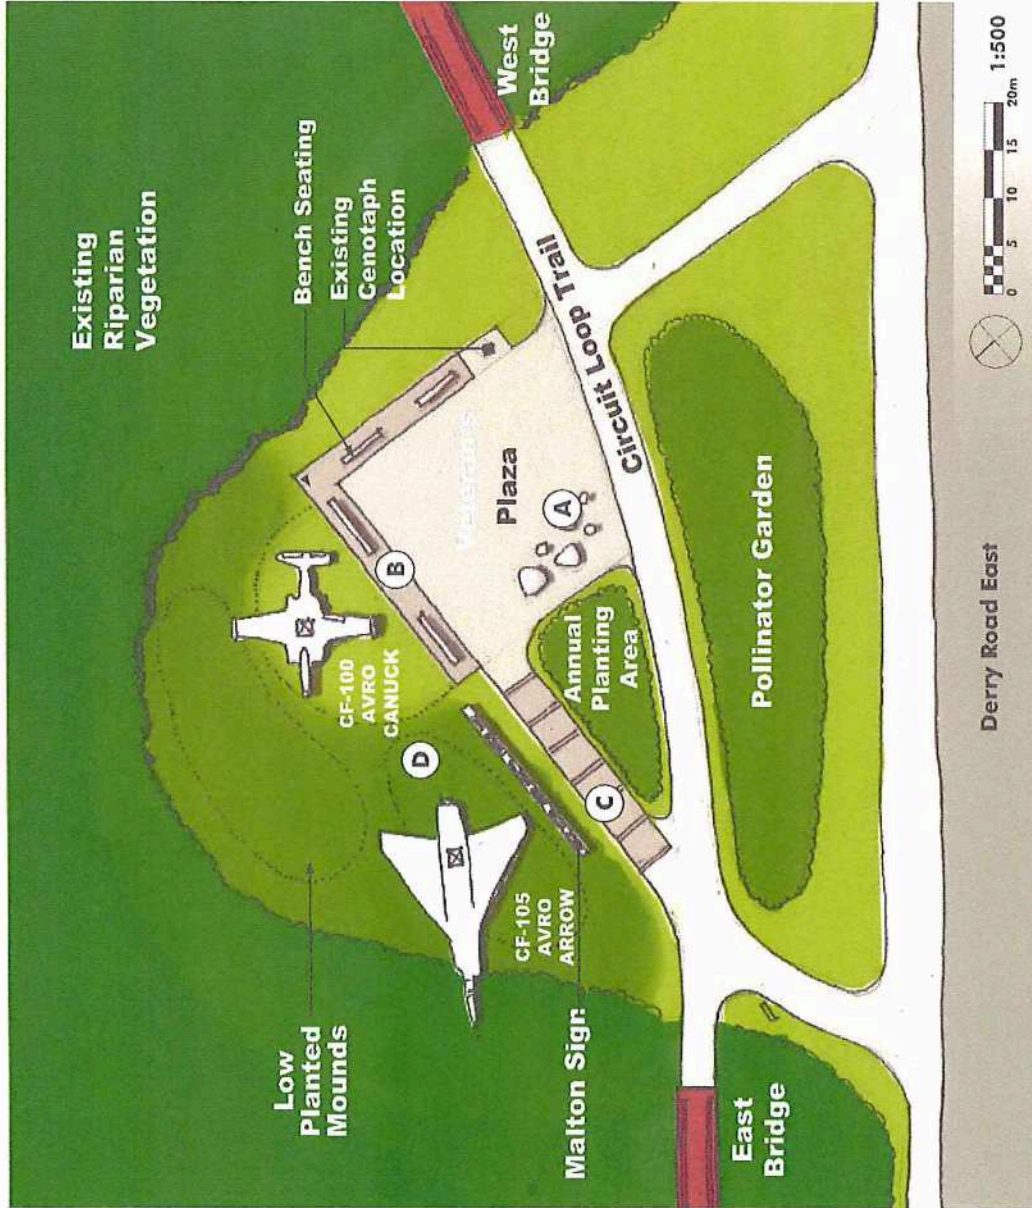 West
Bridge
Existing
Riparian
Vegetation
Bench Seating
Existing
Cenotaph
Location
Circuit Loop Trail
Veterans
Plaza
A
B
CF-100
AVRO
CANUCK
D
C
Annual
Planting
Area
Pollinator Garden
CF-105
AVRO
ARROW
Low
Planted
Mounds
Malton Sign
East
Bridge
Derry Road East
0 5 10 15 20m
1:500